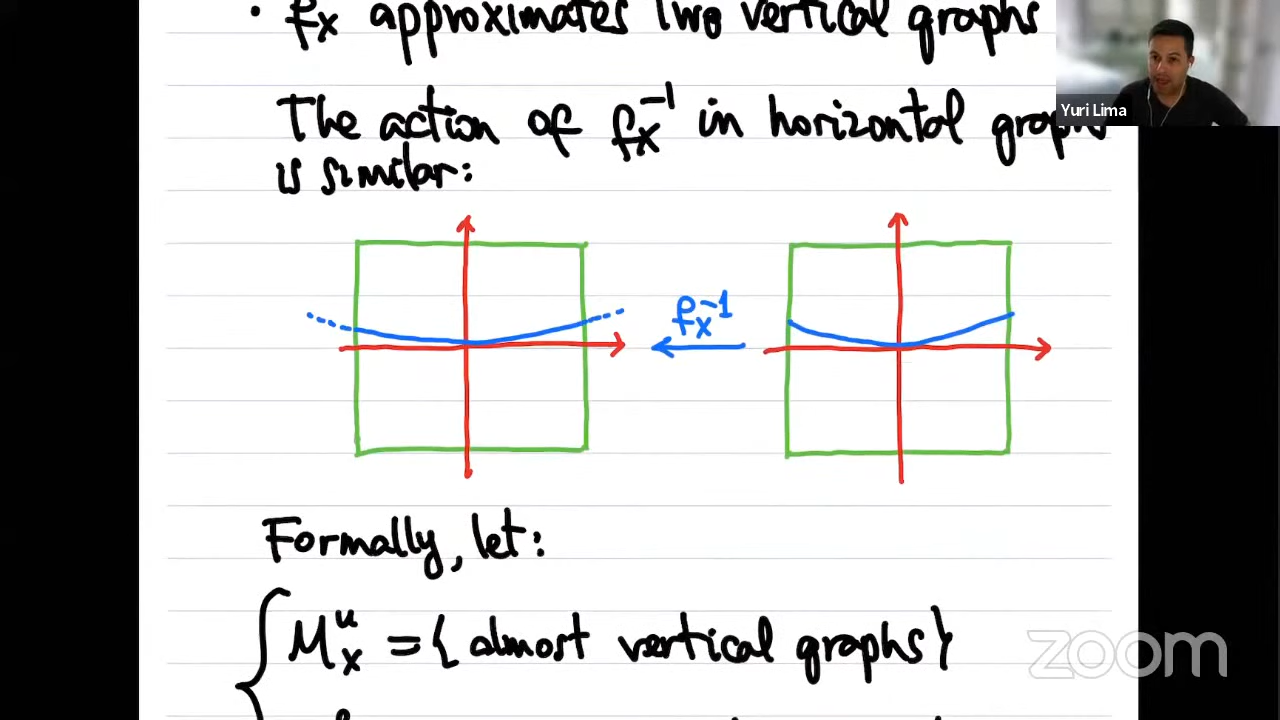 · fx approximates two vertical graphs
Yuri Lima
The action of fx⁻¹ in horizontal graphs
is similar:
fx⁻¹
Formally, let:
{ Mxᵘ = { almost vertical graphs}
zoom